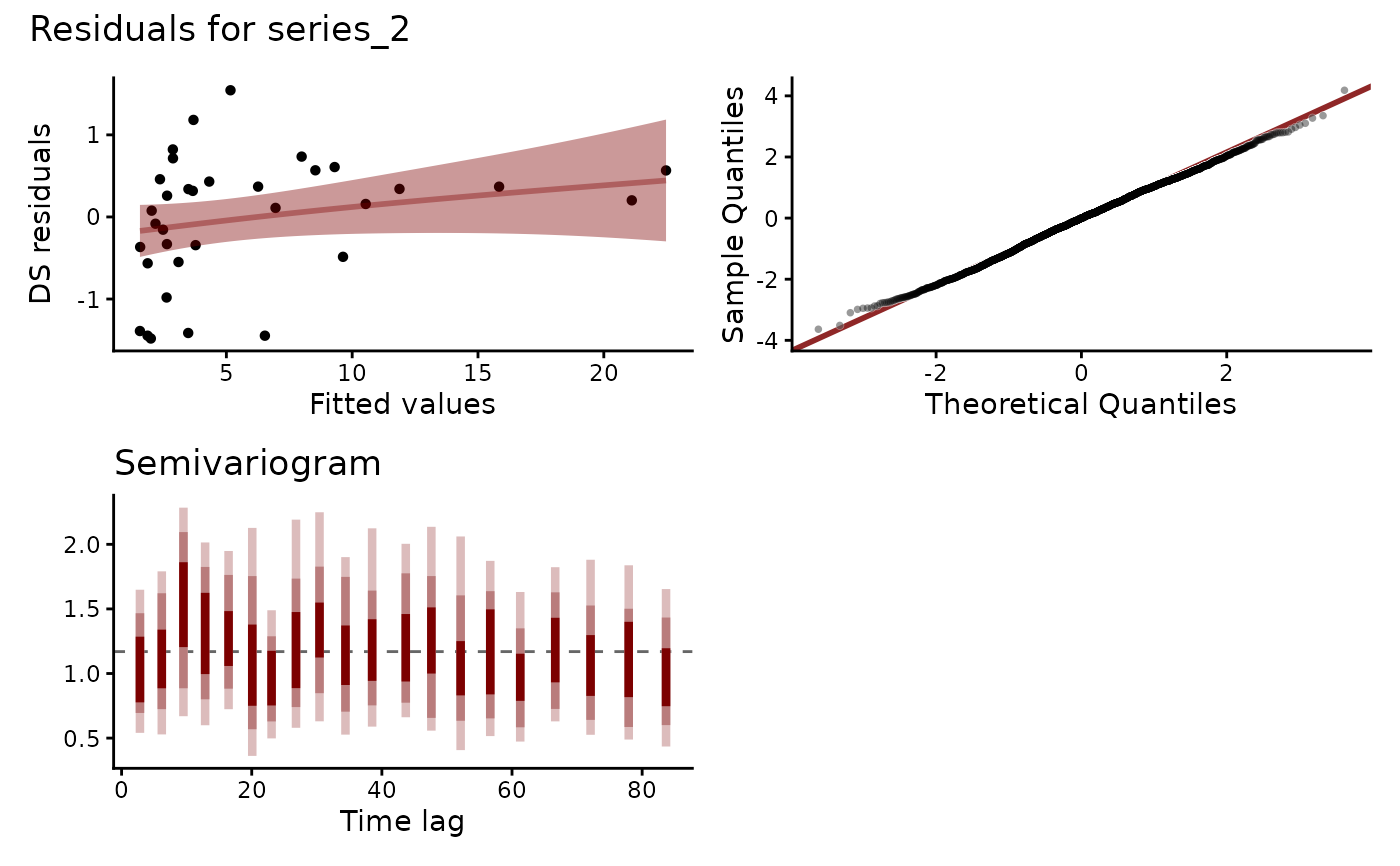 Residuals for series_2
DS residuals
1
0
-1
5 10 15 20
Fitted values
Sample Quantiles
4
2
0
-2
-4
-2 0 2
Theoretical Quantiles
Semivariogram
2.0
1.5
1.0
0.5
0 20 40 60 80
Time lag